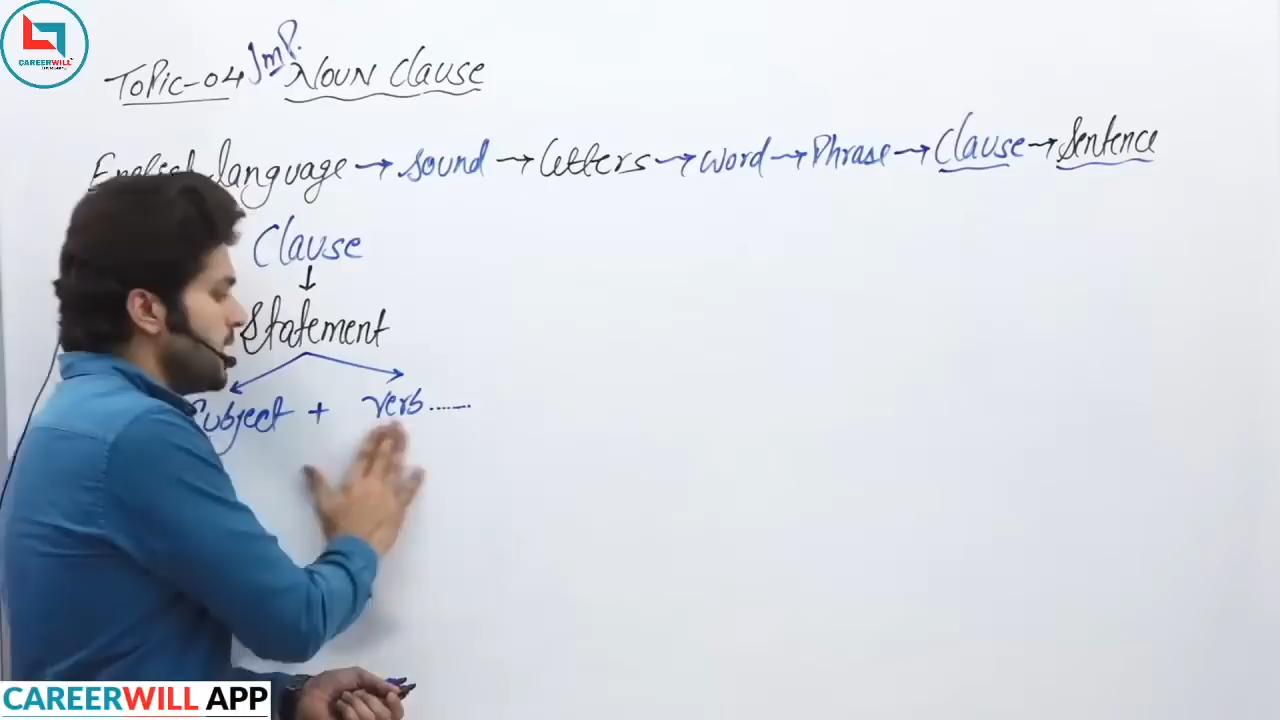 CAREERWILL
Topic-04 Imp. Noun Clause
English language → Sound → Letters → Word → Phrase → Clause → Sentence
Clause
↓
Statement
Subject + Verb......
CAREERWILL APP